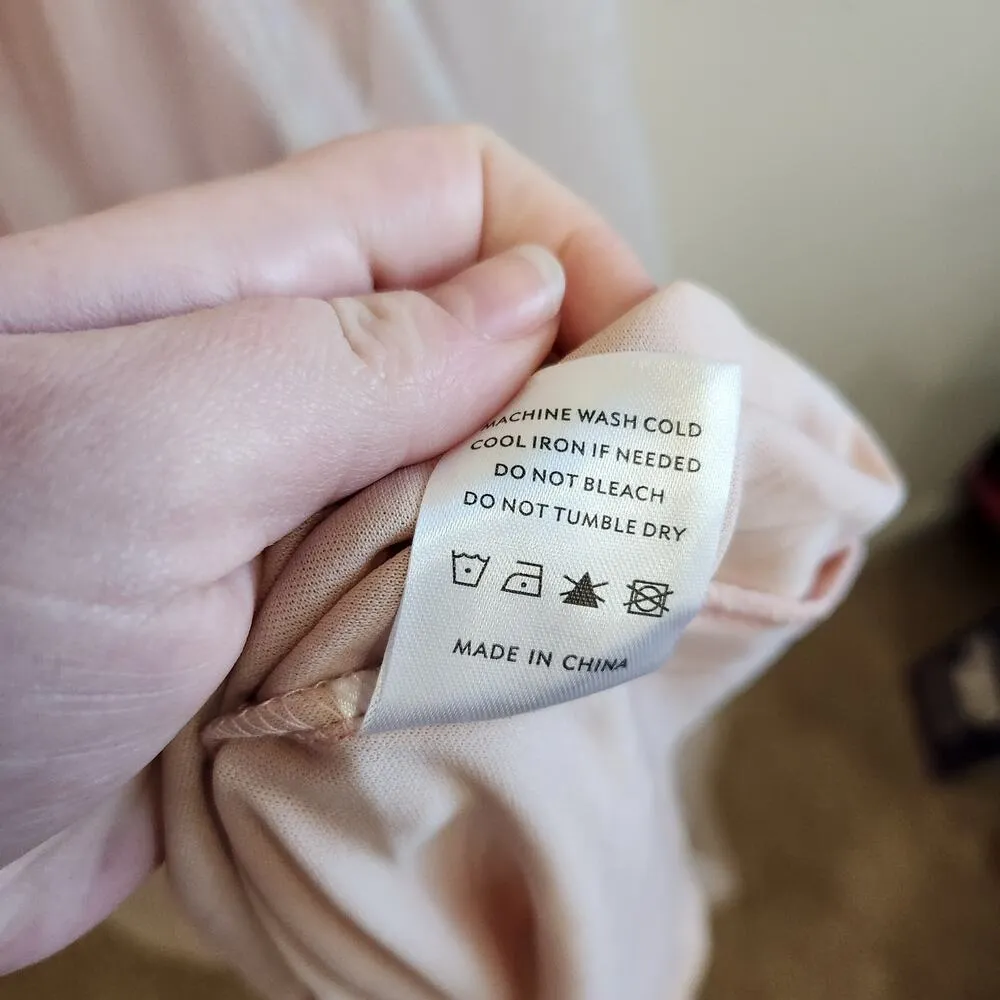 MACHINE WASH COLD
COOL IRON IF NEEDED
DO NOT BLEACH
DO NOT TUMBLE DRY
MADE IN CHINA